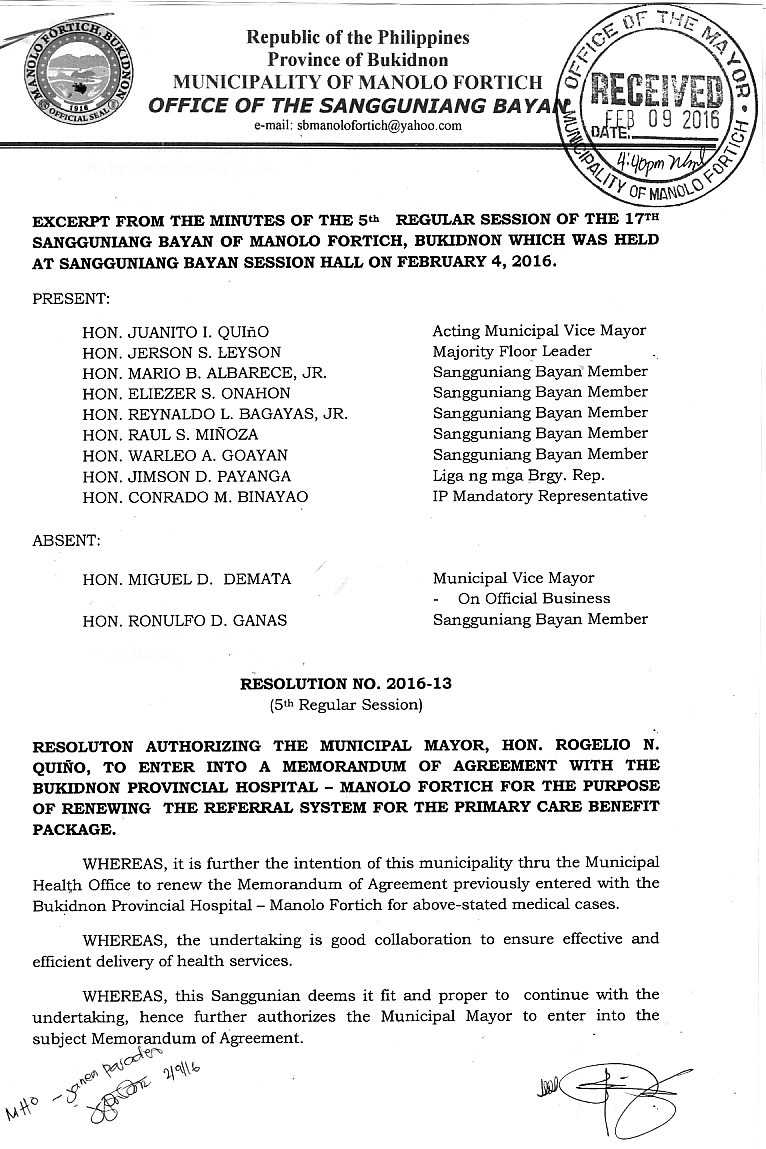 Republic of the Philippines
Province of Bukidnon
MUNICIPALITY OF MANOLO FORTICH
OFFICE OF THE SANGGUNIANG BAYAN
e-mail: sbmanolofortich@yahoo.com
MANOLO FORTICH, BUKIDNON
1916
OFFICIAL SEAL
OFFICE OF THE MAYOR
RECEIVED
FEB 09 2016
DATE:
4:40pm
MUNICIPALITY OF MANOLO FORTICH
EXCERPT FROM THE MINUTES OF THE 5th REGULAR SESSION OF THE 17TH
SANGGUNIANG BAYAN OF MANOLO FORTICH, BUKIDNON WHICH WAS HELD
AT SANGGUNIANG BAYAN SESSION HALL ON FEBRUARY 4, 2016.
PRESENT:
HON. JUANITO I. QUIñO Acting Municipal Vice Mayor
HON. JERSON S. LEYSON Majority Floor Leader
HON. MARIO B. ALBARECE, JR. Sangguniang Bayan Member
HON. ELIEZER S. ONAHON Sangguniang Bayan Member
HON. REYNALDO L. BAGAYAS, JR. Sangguniang Bayan Member
HON. RAUL S. MIÑOZA Sangguniang Bayan Member
HON. WARLEO A. GOAYAN Sangguniang Bayan Member
HON. JIMSON D. PAYANGA Liga ng mga Brgy. Rep.
HON. CONRADO M. BINAYAO IP Mandatory Representative
ABSENT:
HON. MIGUEL D. DEMATA Municipal Vice Mayor
- On Official Business
HON. RONULFO D. GANAS Sangguniang Bayan Member
RESOLUTION NO. 2016-13
(5th Regular Session)
RESOLUTON AUTHORIZING THE MUNICIPAL MAYOR, HON. ROGELIO N.
QUIÑO, TO ENTER INTO A MEMORANDUM OF AGREEMENT WITH THE
BUKIDNON PROVINCIAL HOSPITAL – MANOLO FORTICH FOR THE PURPOSE
OF RENEWING THE REFERRAL SYSTEM FOR THE PRIMARY CARE BENEFIT
PACKAGE.
WHEREAS, it is further the intention of this municipality thru the Municipal
Health Office to renew the Memorandum of Agreement previously entered with the
Bukidnon Provincial Hospital – Manolo Fortich for above-stated medical cases.
WHEREAS, the undertaking is good collaboration to ensure effective and
efficient delivery of health services.
WHEREAS, this Sanggunian deems it fit and proper to continue with the
undertaking, hence further authorizes the Municipal Mayor to enter into the
subject Memorandum of Agreement.
MHO - 2/9/16